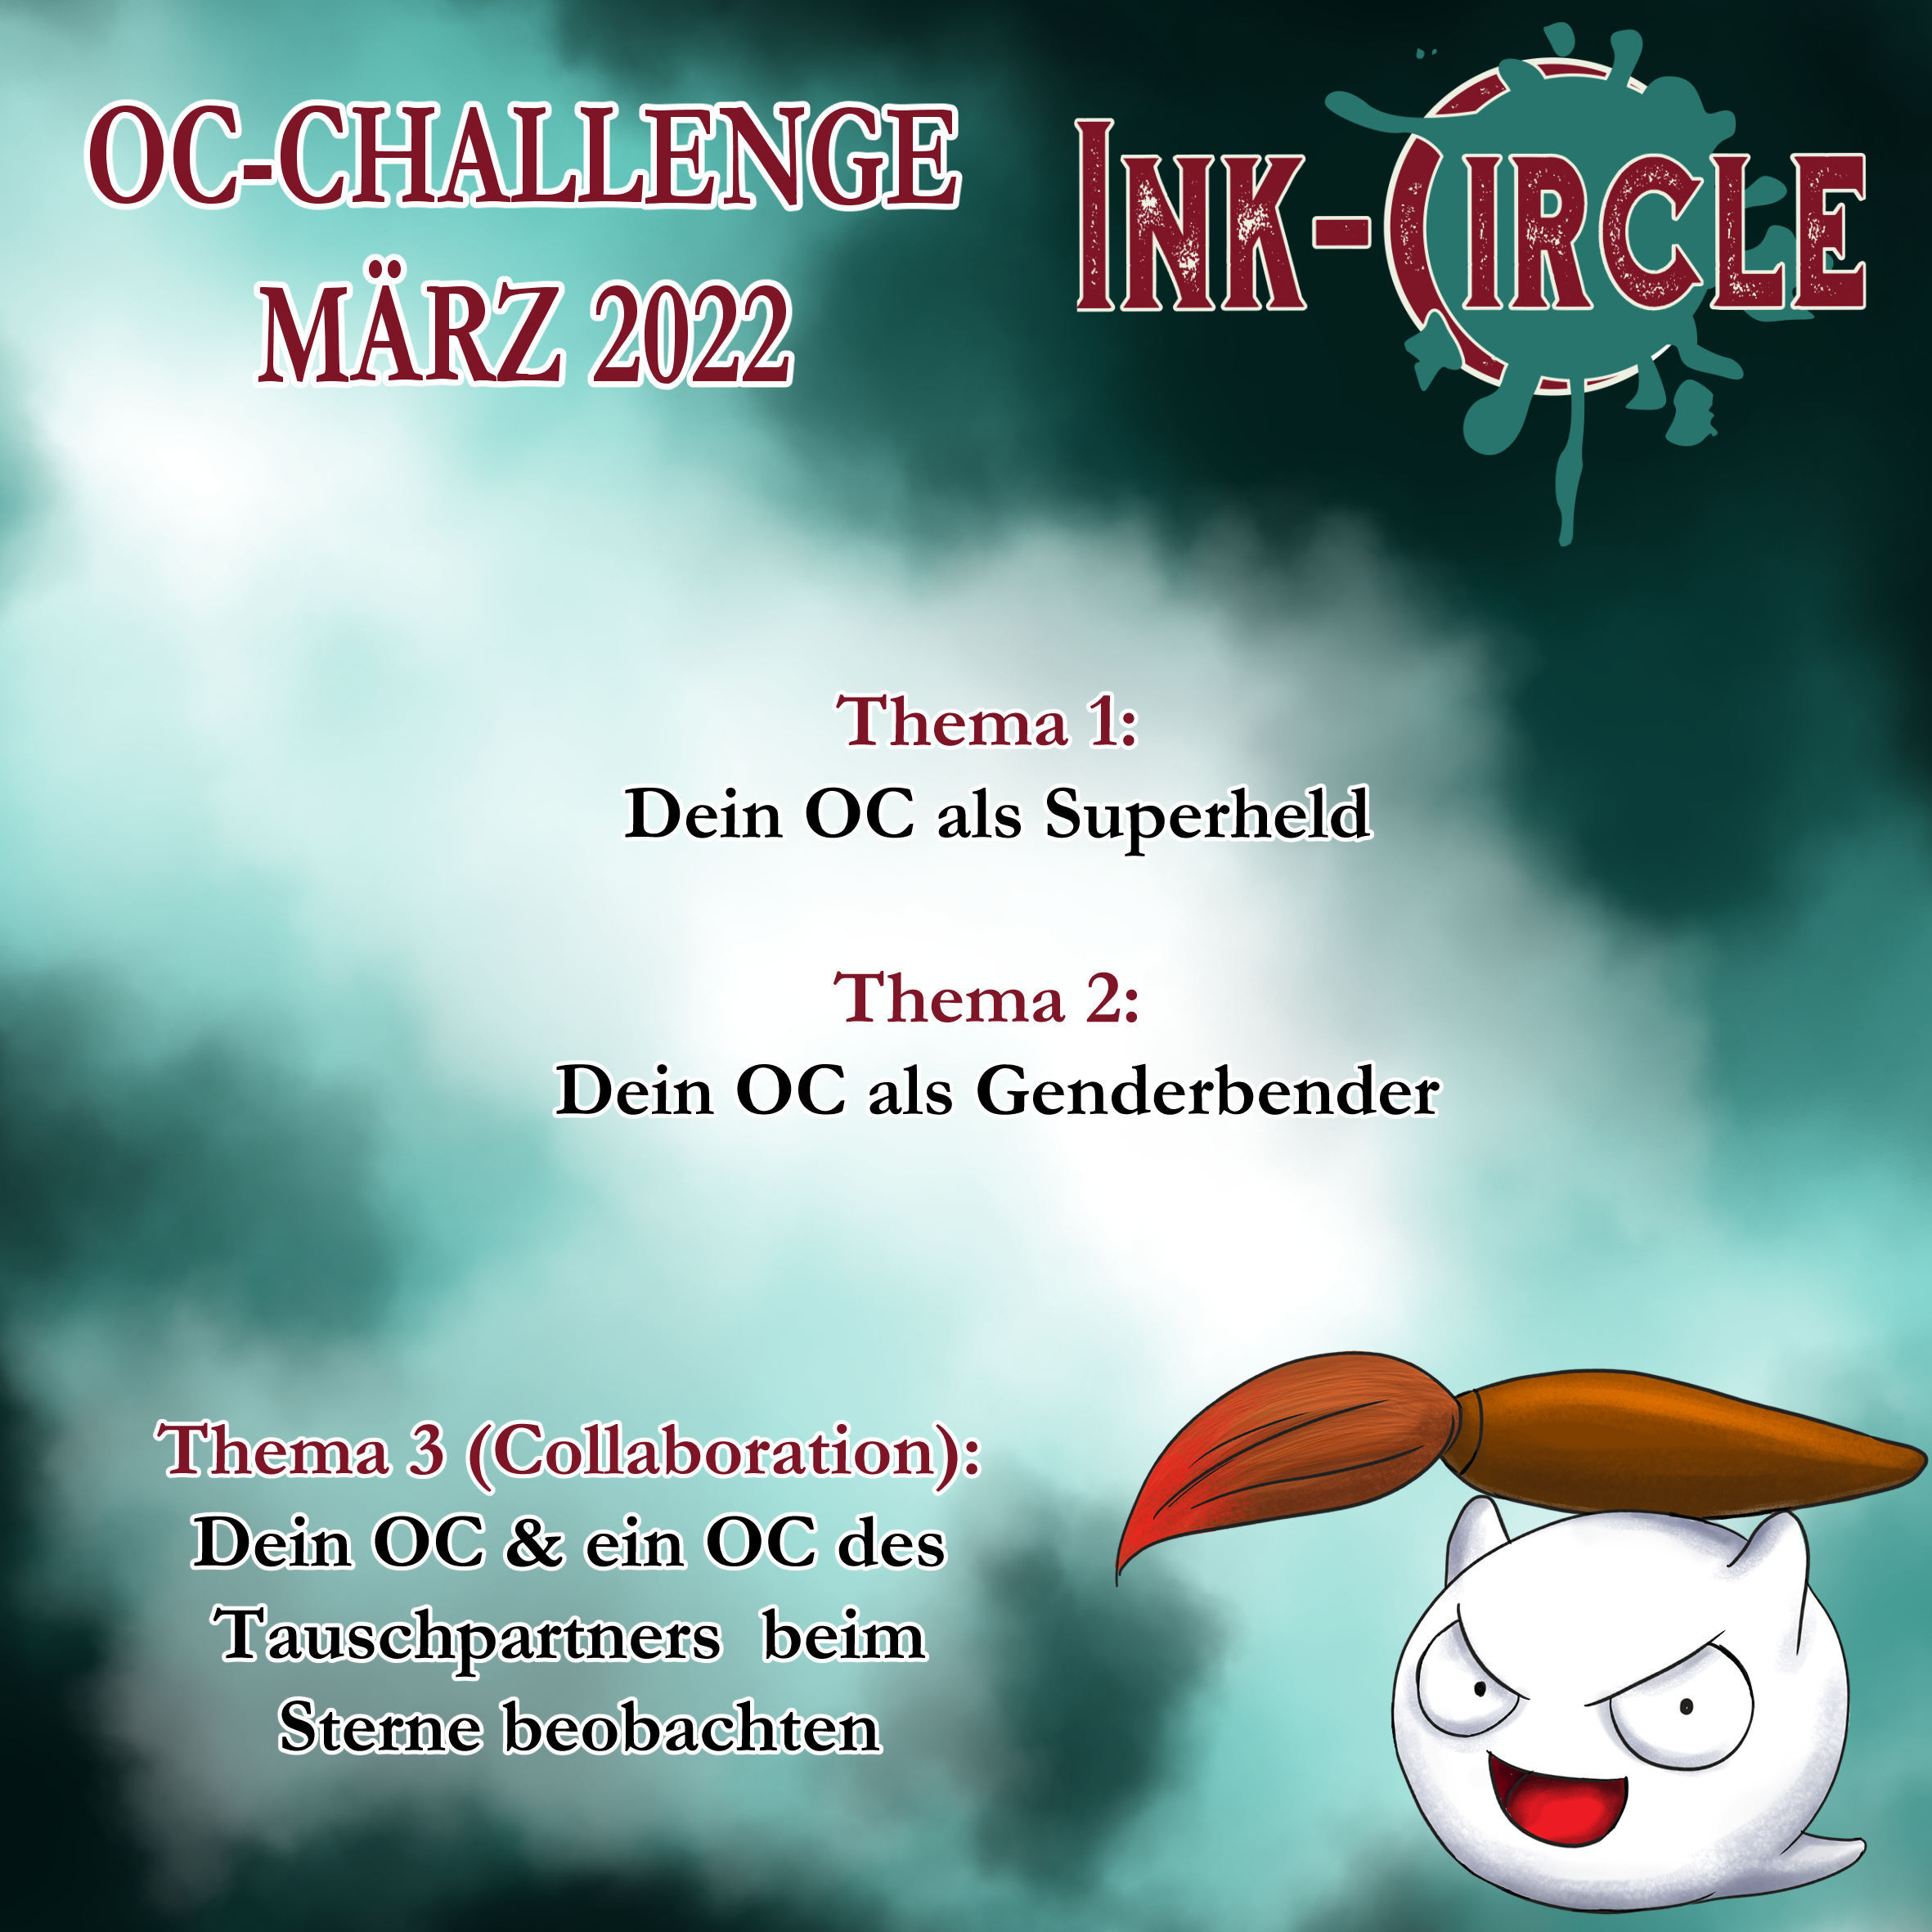 OC-CHALLENGE
MÄRZ 2022
INK-CIRCLE
Thema 1:
Dein OC als Superheld
Thema 2:
Dein OC als Genderbender
Thema 3 (Collaboration):
Dein OC & ein OC des
Tauschpartners beim
Sterne beobachten